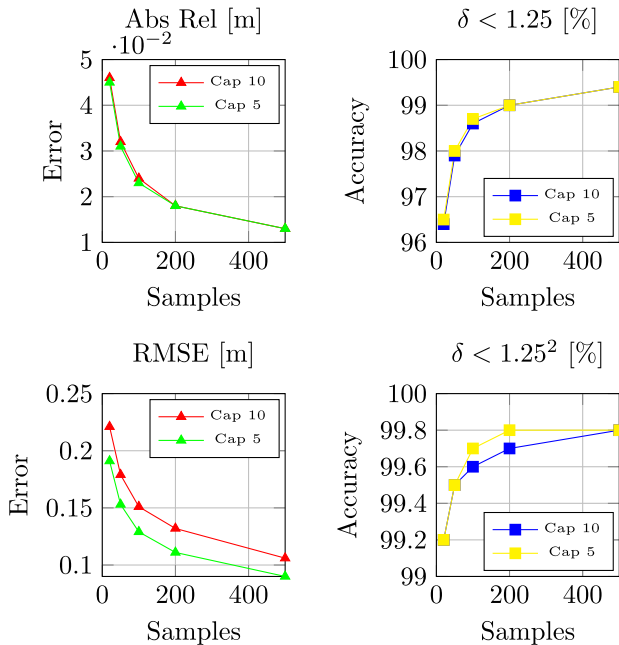 Abs Rel [m]
·10⁻²
5
4
3
2
1
0
200
400
Error
Samples
Cap 10
Cap 5
δ < 1.25 [%]
100
99
98
97
96
0
200
400
Accuracy
Samples
Cap 10
Cap 5
RMSE [m]
0.25
0.2
0.15
0.1
0
200
400
Error
Samples
Cap 10
Cap 5
δ < 1.25² [%]
100
99.8
99.6
99.4
99.2
99
0
200
400
Accuracy
Samples
Cap 10
Cap 5